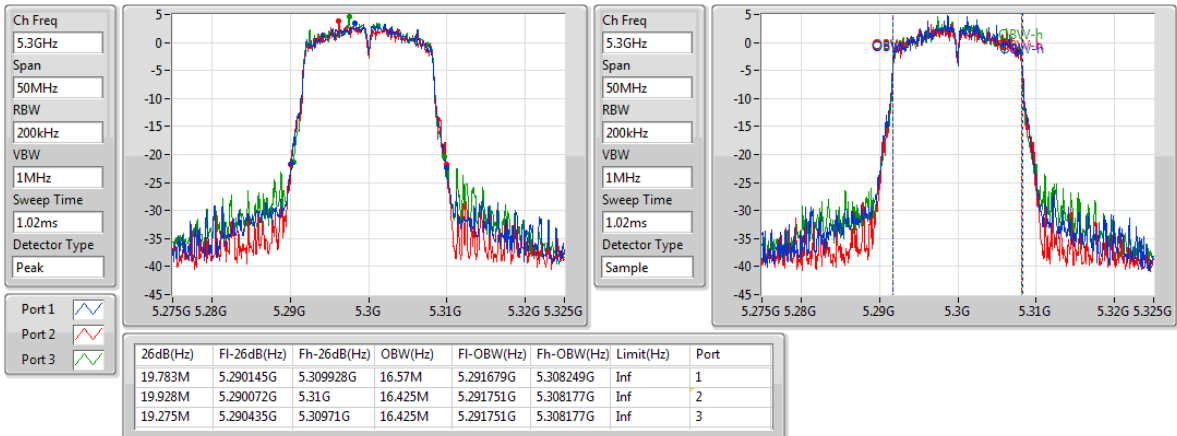 Ch Freq
5.3GHz
Span
50MHz
RBW
200kHz
VBW
1MHz
Sweep Time
1.02ms
Detector Type
Peak
5
0
-5
-10
-15
-20
-25
-30
-35
-40
-45
5.275G 5.28G 5.29G 5.3G 5.31G 5.32G 5.325G
Port 1
Port 2
Port 3
Ch Freq
5.3GHz
Span
50MHz
RBW
200kHz
VBW
1MHz
Sweep Time
1.02ms
Detector Type
Sample
5
0
-5
-10
-15
-20
-25
-30
-35
-40
-45
OBW-h
OBW-h
5.275G 5.28G 5.29G 5.3G 5.31G 5.32G 5.325G
26dB(Hz) Fl-26dB(Hz) Fh-26dB(Hz) OBW(Hz) Fl-OBW(Hz) Fh-OBW(Hz) Limit(Hz) Port
19.783M 5.290145G 5.309928G 16.57M 5.291679G 5.308249G Inf 1
19.928M 5.290072G 5.31G 16.425M 5.291751G 5.308177G Inf 2
19.275M 5.290435G 5.30971G 16.425M 5.291751G 5.308177G Inf 3